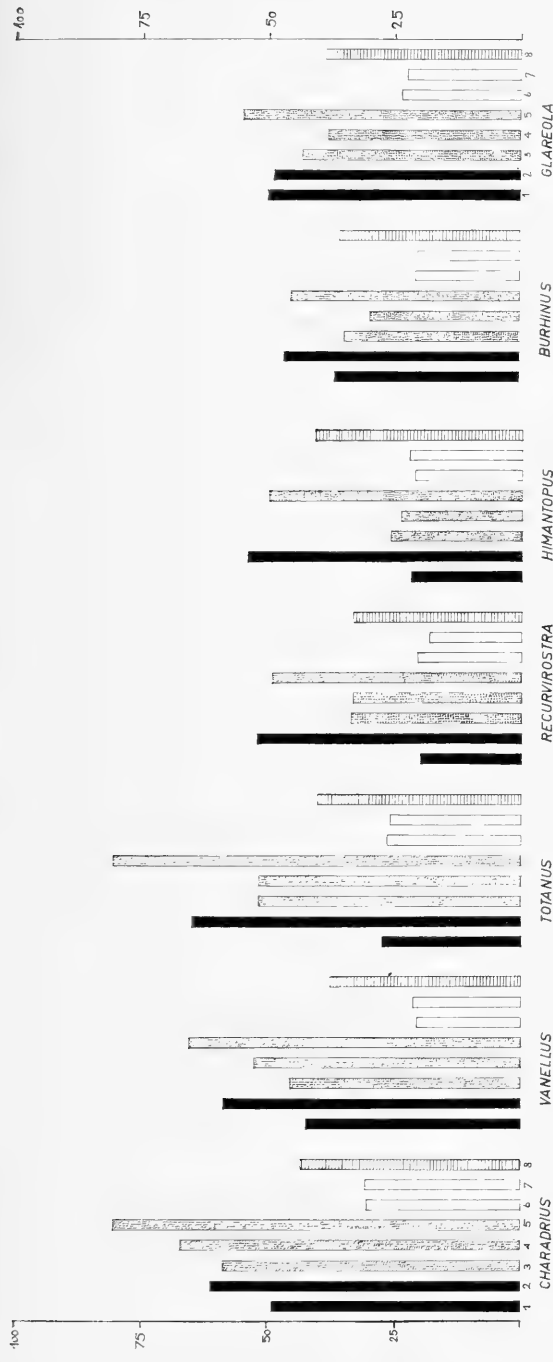 100
75
50
25
1 2 3 4 5 6 7 8
CHARADRIUS
VANELLUS
TOTANUS
RECURVIROSTRA
HIMANTOPUS
BURHINUS
1 2 3 4 5 6 7 8
GLAREOLA
100
75
50
25